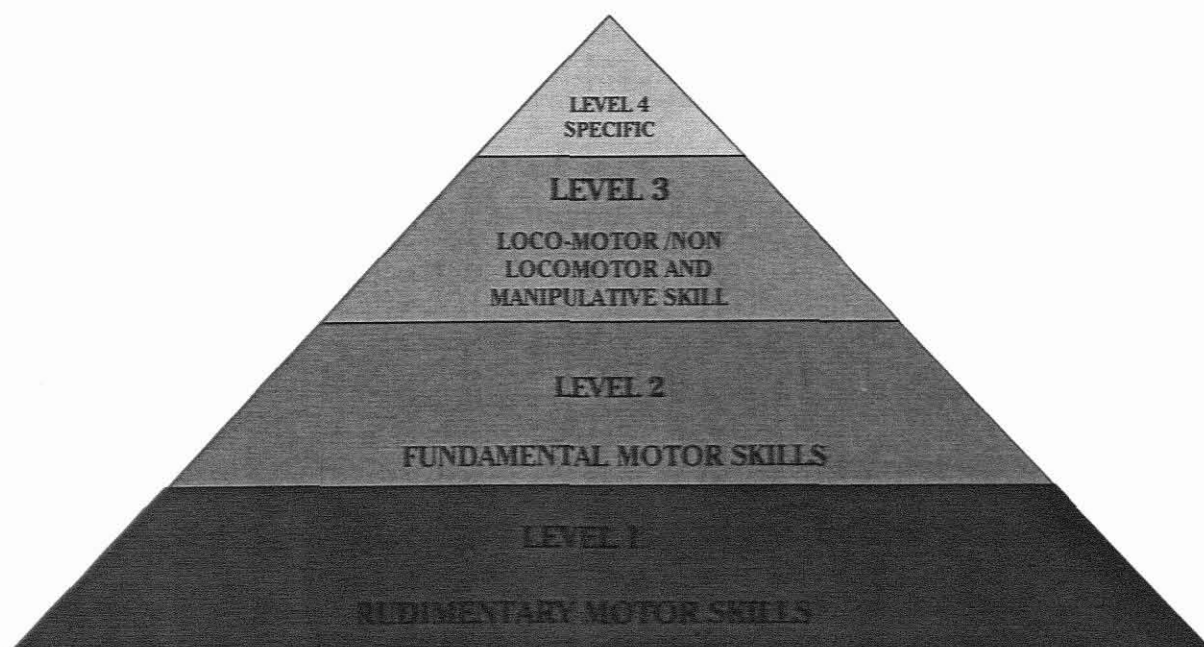 LEVEL 4
SPECIFIC
LEVEL 3
LOCO-MOTOR /NON
LOCOMOTOR AND
MANIPULATIVE SKILL
LEVEL 2
FUNDAMENTAL MOTOR SKILLS
LEVEL 1
RUDIMENTARY MOTOR SKILLS